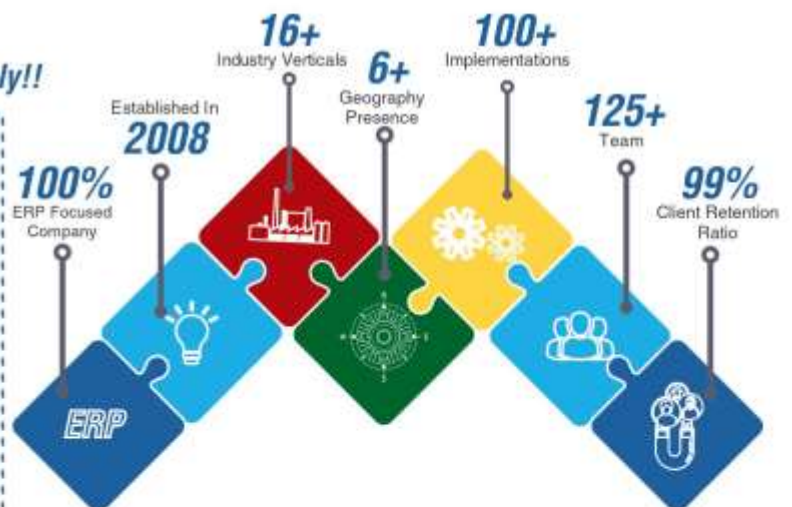 ly!!
100%
ERP Focused
Company
Established In
2008
16+
Industry Verticals
6+
Geography
Presence
100+
Implementations
125+
Team
99%
Client Retention
Ratio
ERP